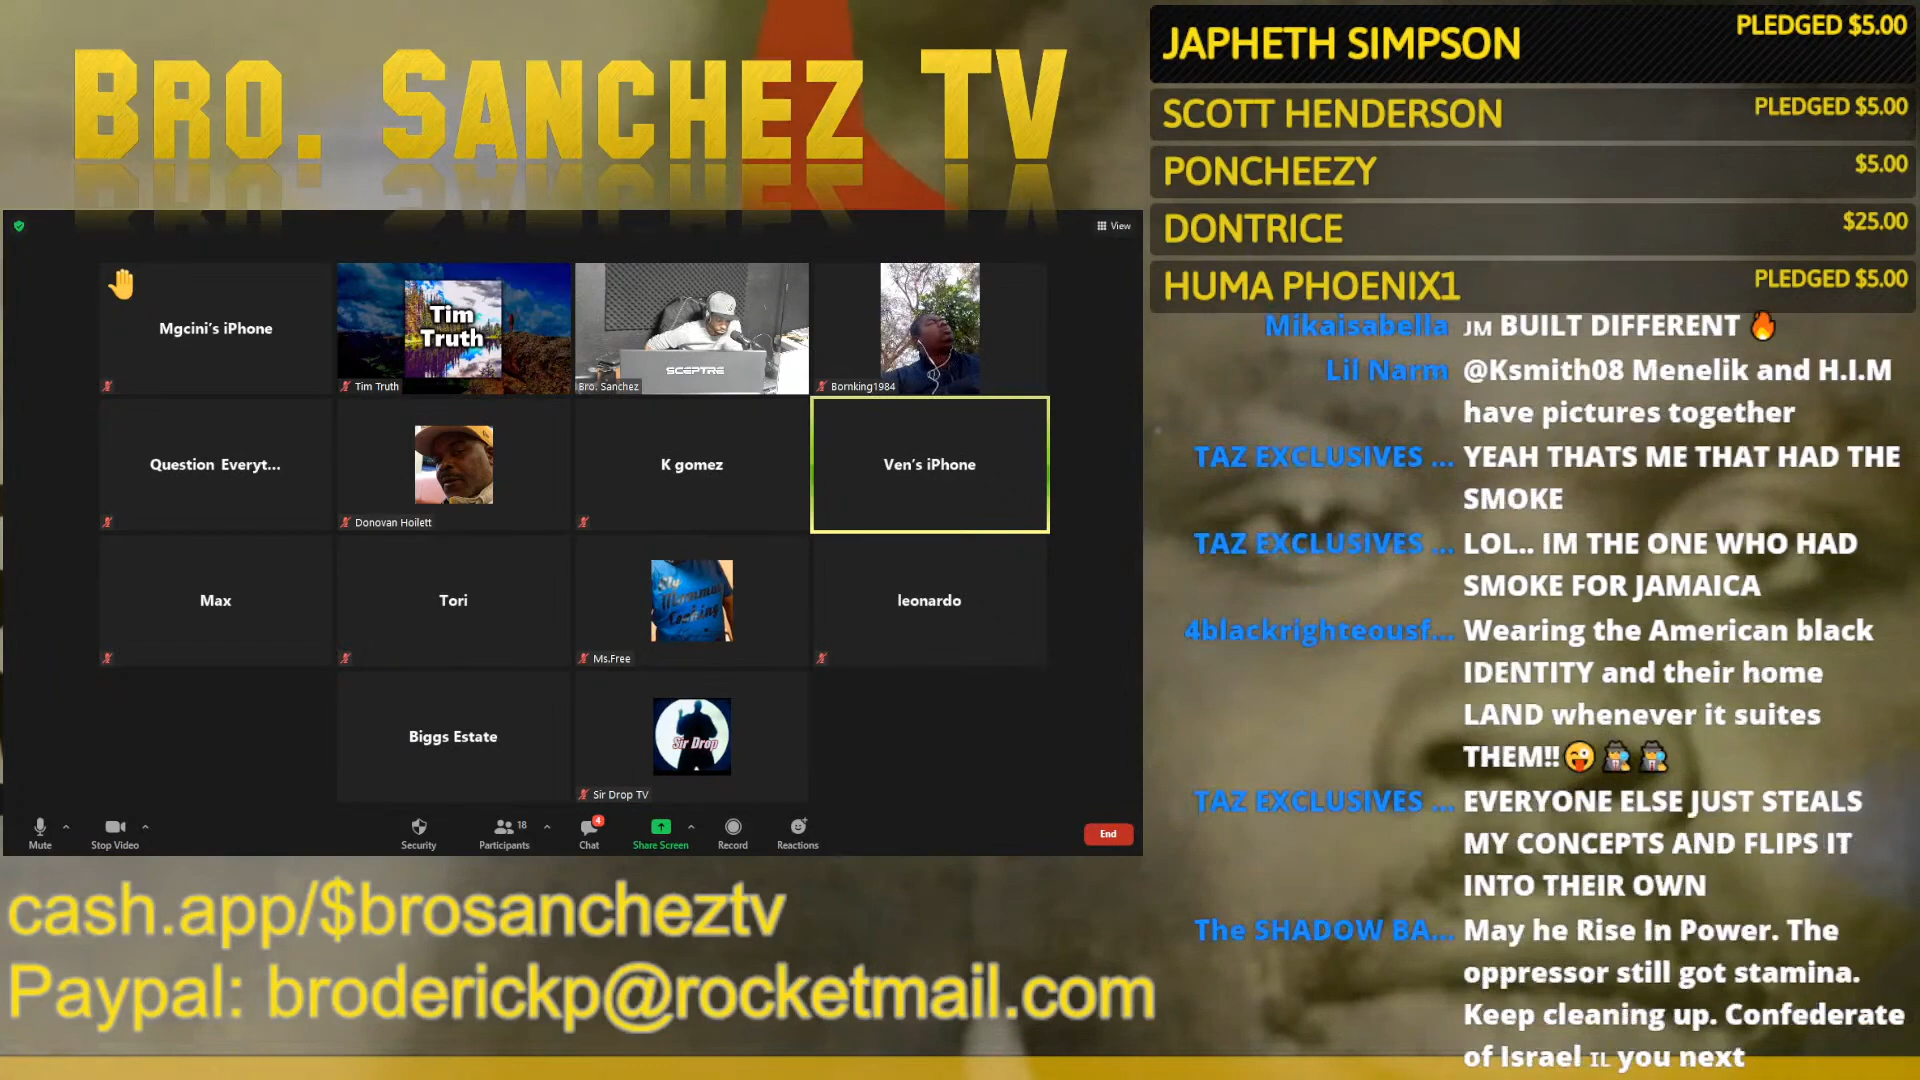 BRO. SANCHEZ TV
View
Mgcini's iPhone
Tim
Truth
Tim Truth
SCEPTRE
Bro. Sanchez
Bornking1984
Question Everyt...
Donovan Hoilett
K gomez
Ven's iPhone
Max
Tori
My
Mommas
Cooking
Ms.Free
leonardo
Biggs Estate
Sir Drop
Sir Drop TV
Mute
Stop Video
Security
18
Participants
4
Chat
Share Screen
Record
Reactions
End
cash.app/$brosancheztv
Paypal: broderickp@rocketmail.com
JAPHETH SIMPSON PLEDGED $5.00
SCOTT HENDERSON PLEDGED $5.00
PONCHEEZY $5.00
DONTRICE $25.00
HUMA PHOENIX1 PLEDGED $5.00
Mikaisabella JM BUILT DIFFERENT 🔥
Lil Narm @Ksmith08 Menelik and H.I.M
have pictures together
TAZ EXCLUSIVES ... YEAH THATS ME THAT HAD THE
SMOKE
TAZ EXCLUSIVES ... LOL.. IM THE ONE WHO HAD
SMOKE FOR JAMAICA
4blackrighteousf... Wearing the American black
IDENTITY and their home
LAND whenever it suites
THEM!!😜🕵️🕵️
TAZ EXCLUSIVES ... EVERYONE ELSE JUST STEALS
MY CONCEPTS AND FLIPS IT
INTO THEIR OWN
The SHADOW BA... May he Rise In Power. The
oppressor still got stamina.
Keep cleaning up. Confederate
of Israel IL you next